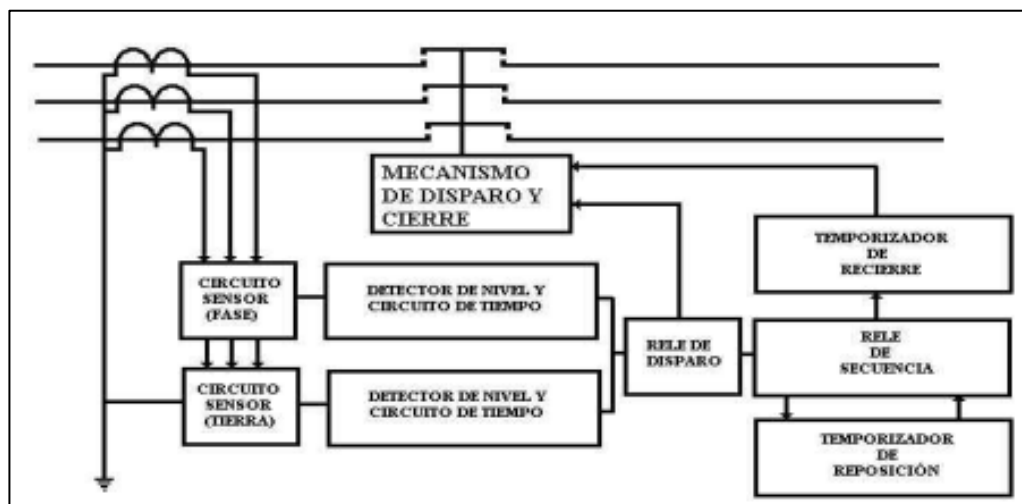 MECANISMO
DE DISPARO Y
CIERRE
TEMPORIZADOR
DE
RECIERRE
CIRCUITO
SENSOR
(FASE)
DETECTOR DE NIVEL Y
CIRCUITO DE TIEMPO
RELE DE
DISPARO
RELE
DE
SECUENCIA
CIRCUITO
SENSOR
(TIERRA)
DETECTOR DE NIVEL Y
CIRCUITO DE TIEMPO
TEMPORIZADOR
DE
REPOSICIÓN